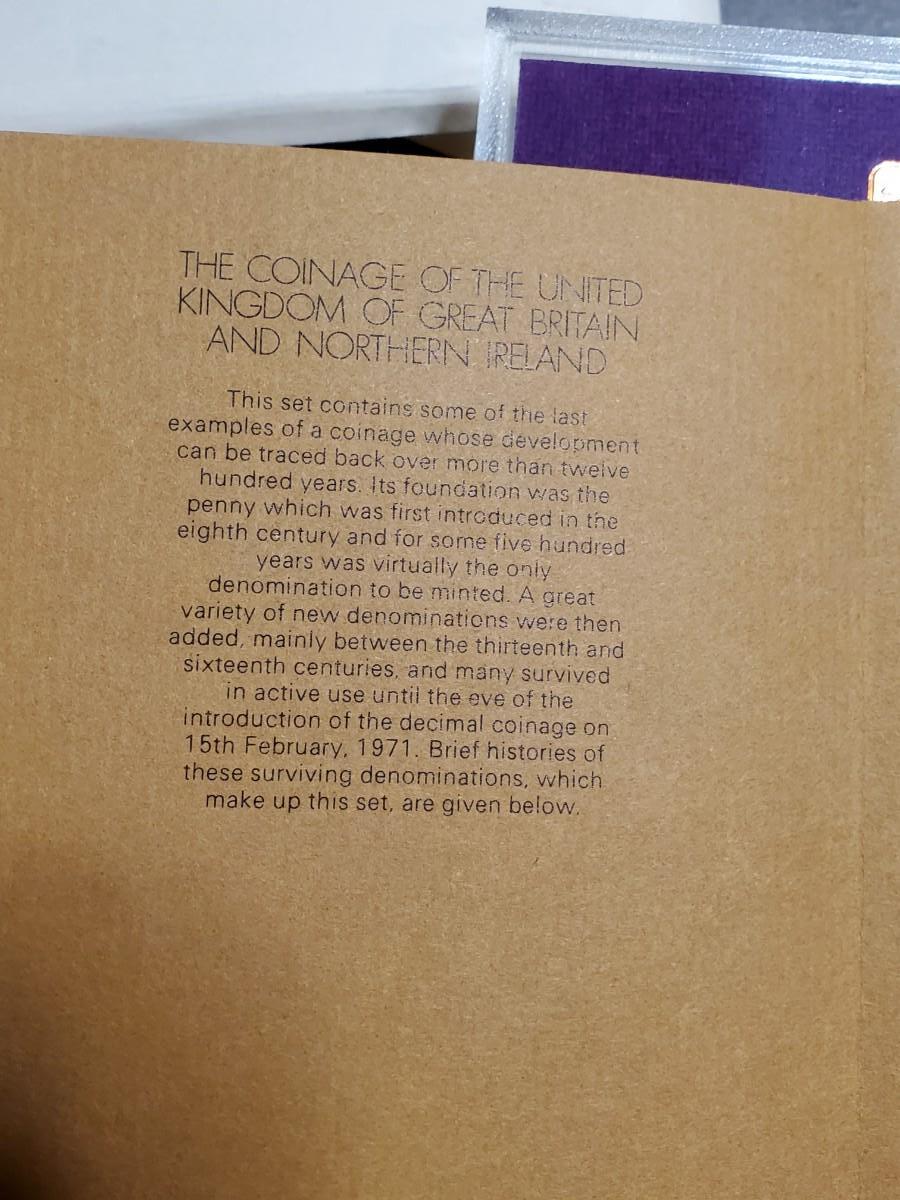 THE COINAGE OF THE UNITED
KINGDOM OF GREAT BRITAIN
AND NORTHERN IRELAND
This set contains some of the last
examples of a coinage whose development
can be traced back over more than twelve
hundred years. Its foundation was the
penny which was first introduced in the
eighth century and for some five hundred
years was virtually the only
denomination to be minted. A great
variety of new denominations were then
added, mainly between the thirteenth and
sixteenth centuries, and many survived
in active use until the eve of the
introduction of the decimal coinage on
15th February, 1971. Brief histories of
these surviving denominations, which
make up this set, are given below.